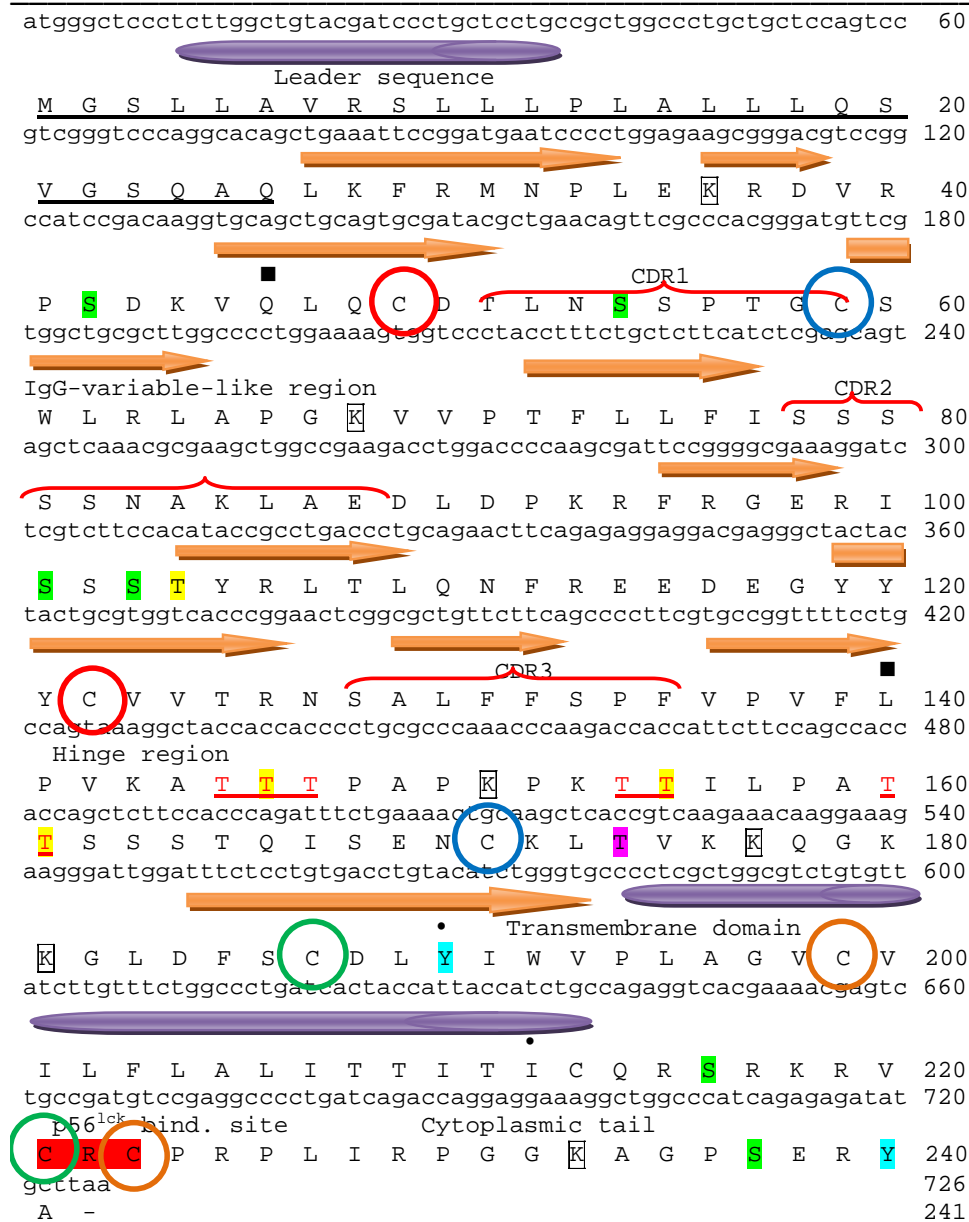 atgggctccctcttggctgtacgatccctgctcctgccgctggccctgctgctccagtcc 60
Leader sequence
M G S L L A V R S L L L P L A L L L Q S 20
gtcgggtcccaggcacagctgaaattccggatgaatcccctggagaagcgggacgtccgg 120
V G S Q A Q L K F R M N P L E K R D V R 40
ccatccgacaaggtgcagctgcagtgcgatacgctgaacagttcgcccacgggatgttcg 180
CDR1
P S D K V Q L Q C D T L N S S P T G C S 60
tggctgcgcttggcccctggaaaagtggtccctacctttctgctcttcatctcgagcagt 240
IgG-variable-like region CDR2
W L R L A P G K V V P T F L L F I S S S 80
agctcaaacgcgaagctggccgaagacctggaccccaagcgattccggggcgaaaggatc 300
S S N A K L A E D L D P K R F R G E R I 100
tcgtcttccacataccgcctgaccctgcagaacttcagagaggaggacgagggctactac 360
S S S T Y R L T L Q N F R E E D E G Y Y 120
tactgcgtggtcacccggaactcggcgctgttcttcagccccttcgtgccggttttcctg 420
CDR3
Y C V V T R N S A L F F S P F V P V F L 140
ccagtaaaggctaccaccacccctgcgcccaaacccaagaccaccattcttccagccacc 480
Hinge region
P V K A T T T P A P K P K T T I L P A T 160
accagctcttccacccagatttctgaaaactgcaagctcaccgtcaagaaacaaggaaag 540
T S S S T Q I S E N C K L T V K K Q G K 180
aagggattggatttctcctgtgacctgtacatctgggtgcccctcgctggcgtctgtgtt 600
Transmembrane domain
K G L D F S C D L Y I W V P L A G V C V 200
atcttgtttctggccctgatcactaccattaccatctgccagaggtcacgaaaacgagtc 660
I L F L A L I T T I T I C Q R S R K R V 220
tgccgatgtccgaggcccctgatcagaccaggaggaaaggctggcccatcagagagatat 720
p56lck bind. site Cytoplasmic tail
C R C P R P L I R P G G K A G P S E R Y 240
gcttaa 726
A - 241